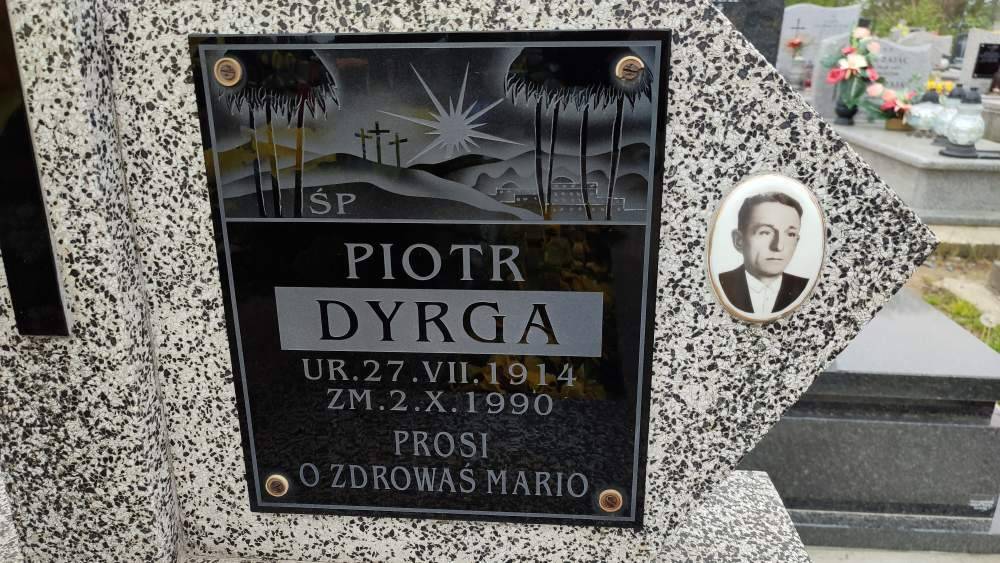 ŚP
PIOTR
DYRGA
UR.27.VII.1914
ZM.2.X.1990
PROSI
O ZDROWAŚ MARIO